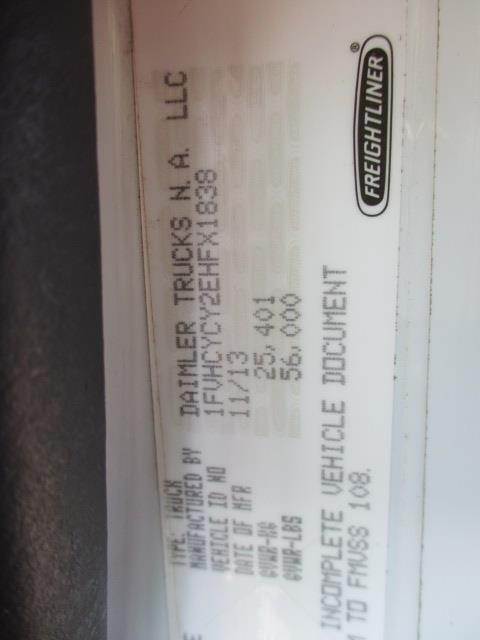 FREIGHTLINER®
TYPE: TRUCK
MANUFACTURED BY DAIMLER TRUCKS N.A. LLC
VEHICLE ID NO 1FVHCYCY2EHFX1838
DATE OF MFR 11/13
GVWR-KG 25,401
GVWR-LBS 56,000
INCOMPLETE VEHICLE DOCUMENT
TO FMVSS 108.